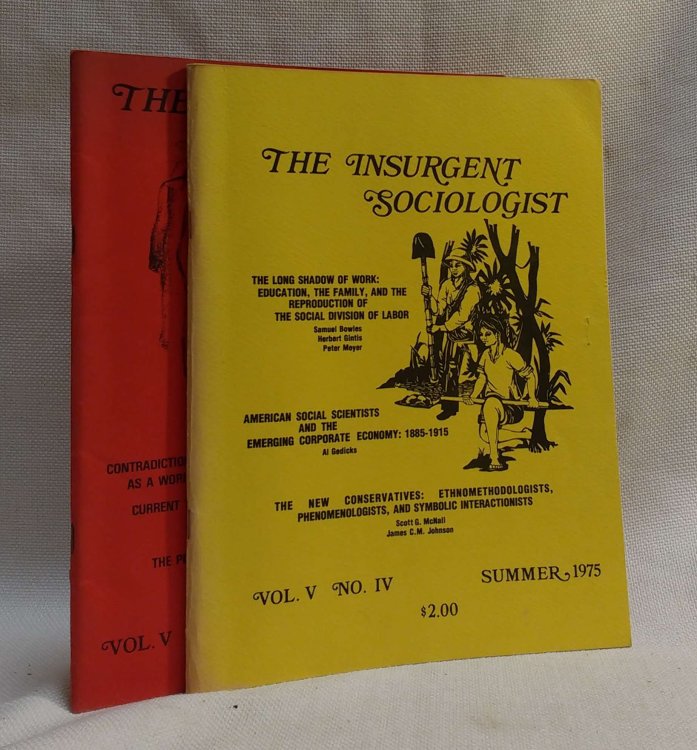 THE
CONTRADICTION
AS A WOR
CURRENT
THE P
VOL. V
THE INSURGENT
SOCIOLOGIST
THE LONG SHADOW OF WORK:
EDUCATION, THE FAMILY, AND THE
REPRODUCTION OF
THE SOCIAL DIVISION OF LABOR
Samuel Bowles
Herbert Gintis
Peter Meyer
AMERICAN SOCIAL SCIENTISTS
AND THE
EMERGING CORPORATE ECONOMY: 1885-1915
Al Gedicks
THE NEW CONSERVATIVES: ETHNOMETHODOLOGISTS,
PHENOMENOLOGISTS, AND SYMBOLIC INTERACTIONISTS
Scott G. McNall
James C.M. Johnson
VOL. V NO. IV
SUMMER, 1975
$2.00